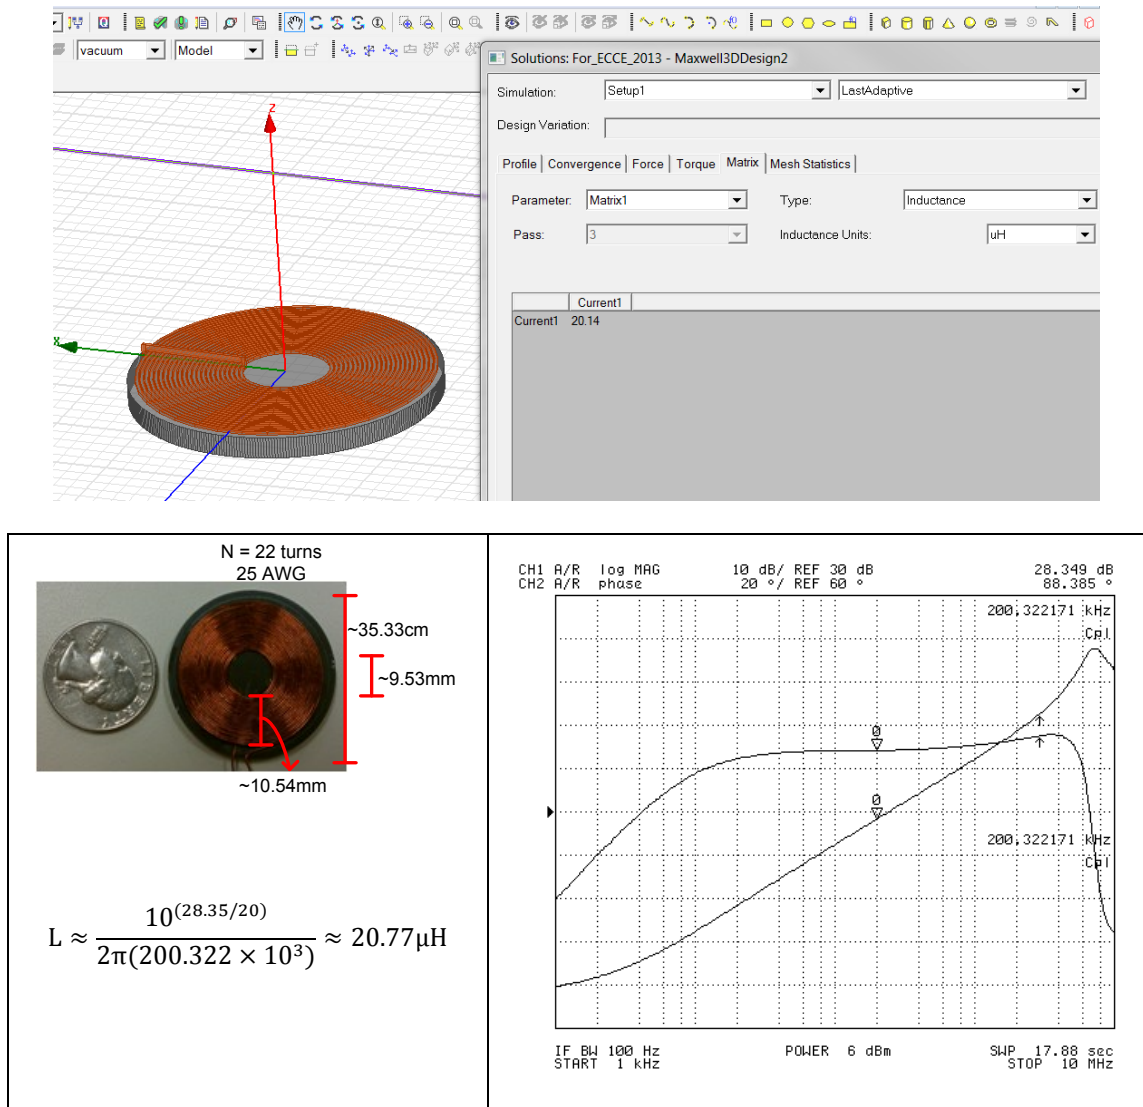 vacuum
Model
Solutions: For_ECCE_2013 - Maxwell3DDesign2
Simulation: Setup1 LastAdaptive
Design Variation:
Profile Convergence Force Torque Matrix Mesh Statistics
Parameter: Matrix1 Type: Inductance
Pass: 3 Inductance Units: uH
Current1
Current1 20.14
z
x
N = 22 turns
25 AWG
~35.33cm
~9.53mm
~10.54mm
L ≈ 10^(28.35/20) / 2π(200.322 × 10³) ≈ 20.77μH
CH1 A/R log MAG 10 dB/ REF 30 dB 28.349 dB
CH2 A/R phase 20 °/ REF 60 ° 88.385 °
200.322171 kHz
Cpl
0
0
200.322171 kHz
Cpl
IF BW 100 Hz POWER 6 dBm SWP 17.88 sec
START 1 kHz STOP 10 MHz